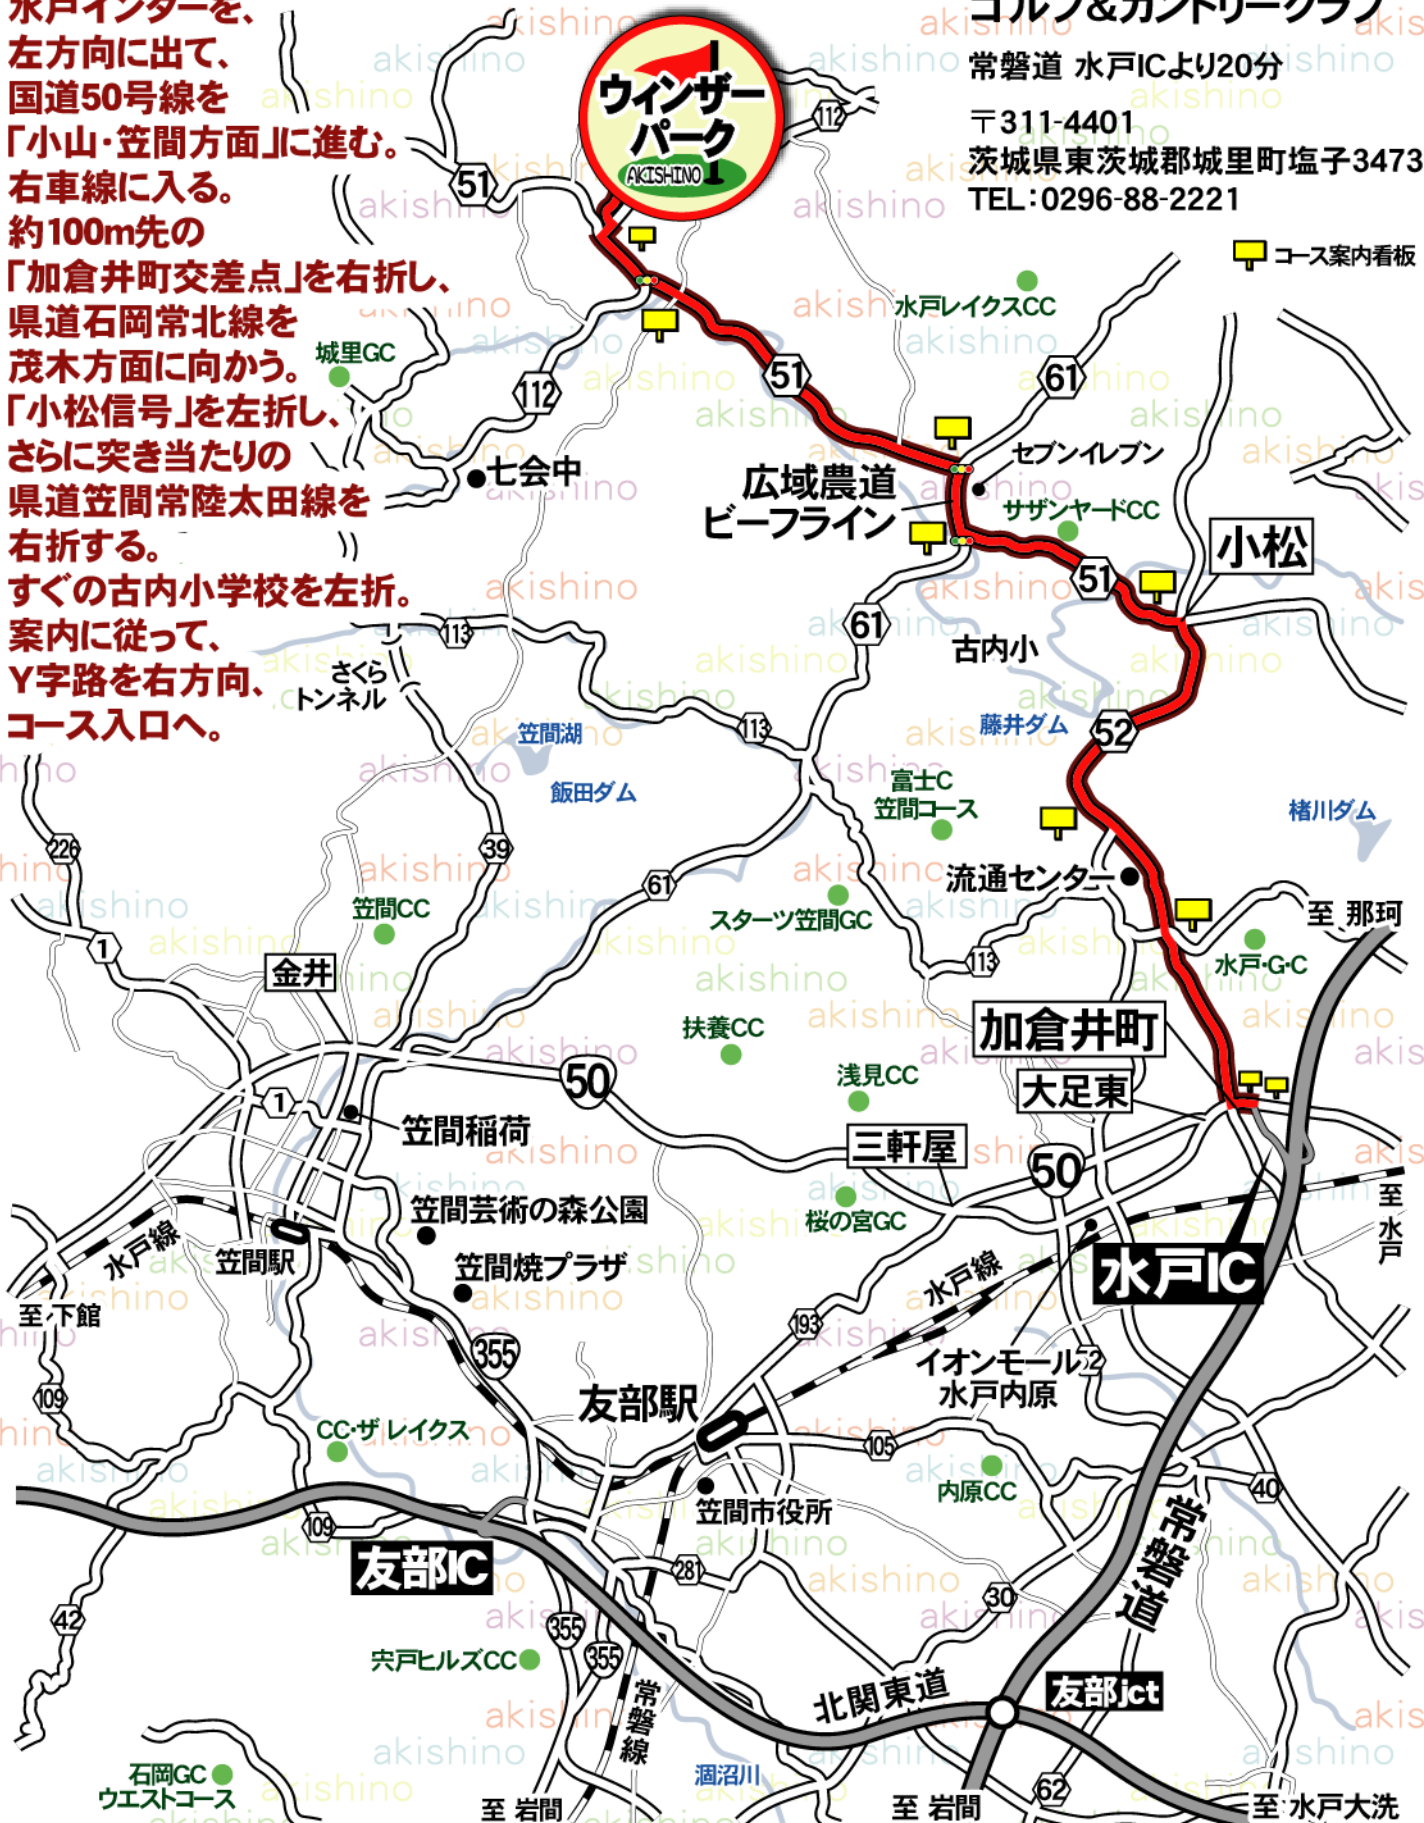 水戸インターを、
左方向に出て、
国道50号線を
「小山・笠間方面」に進む。
右車線に入る。
約100m先の
「加倉井町交差点」を右折し、
県道石岡常北線を
茂木方面に向かう。
「小松信号」を左折し、
さらに突き当たりの
県道笠間常陸太田線を
右折する。
すぐの古内小学校を左折。
案内に従って、
Y字路を右方向、
コース入口へ。
ゴルフ&カントリークラブ
常磐道 水戸ICより20分
〒311-4401
茨城県東茨城郡城里町塩子3473
TEL：0296-88-2221
コース案内看板
ウィンザー
パーク
AKISHINO
112
51
水戸レイクスCC
城里GC
51
61
112
七会中
セブンイレブン
広域農道
ビーフライン
サザンヤードCC
小松
51
61
113
古内小
さくら
トンネル
笠間湖
113
藤井ダム
52
飯田ダム
富士C
笠間コース
楮川ダム
226
39
61
流通センター
笠間CC
スターツ笠間GC
至 那珂
1
113
水戸・G・C
金井
扶養CC
加倉井町
50
浅見CC
大足東
1
笠間稲荷
三軒屋
50
笠間芸術の森公園
桜の宮GC
至水戸
水戸線
笠間駅
笠間焼プラザ
水戸線
水戸IC
至 下館
193
355
イオンモール
水戸内原
52
109
友部駅
CC・ザ レイクス
105
内原CC
40
笠間市役所
109
常磐道
友部IC
281
30
42
355
355
宍戸ヒルズCC
北関東道
友部jct
常磐線
石岡GC
ウエストコース
涸沼川
62
至 岩間
至 岩間
至 水戸大洗
akishino